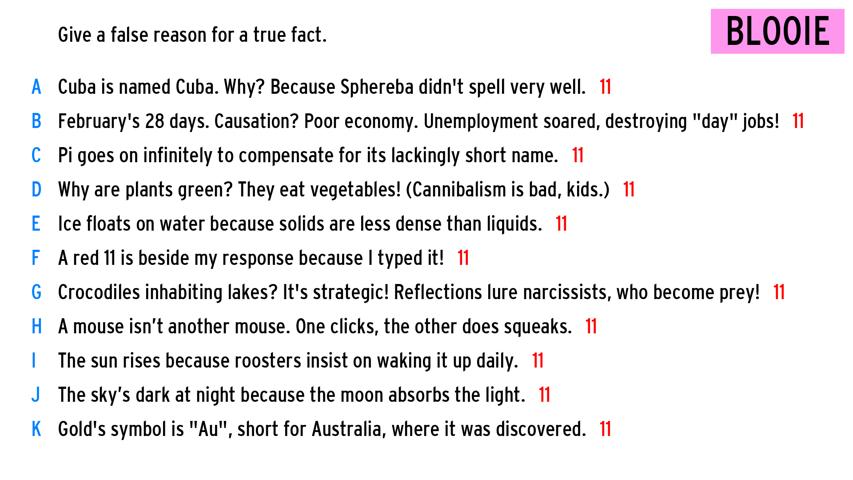 Give a false reason for a true fact.
BLOOIE
A Cuba is named Cuba. Why? Because Sphereba didn't spell very well. 11
B February's 28 days. Causation? Poor economy. Unemployment soared, destroying "day" jobs! 11
C Pi goes on infinitely to compensate for its lackingly short name. 11
D Why are plants green? They eat vegetables! (Cannibalism is bad, kids.) 11
E Ice floats on water because solids are less dense than liquids. 11
F A red 11 is beside my response because I typed it! 11
G Crocodiles inhabiting lakes? It's strategic! Reflections lure narcissists, who become prey! 11
H A mouse isn’t another mouse. One clicks, the other does squeaks. 11
I The sun rises because roosters insist on waking it up daily. 11
J The sky’s dark at night because the moon absorbs the light. 11
K Gold's symbol is "Au", short for Australia, where it was discovered. 11